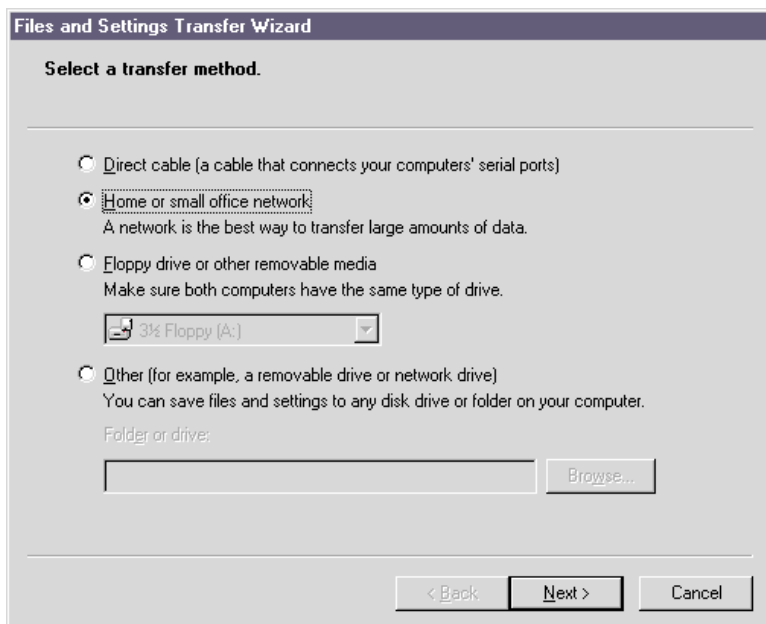 Files and Settings Transfer Wizard
Select a transfer method.
Direct cable (a cable that connects your computers' serial ports)
Home or small office network
A network is the best way to transfer large amounts of data.
Floppy drive or other removable media
Make sure both computers have the same type of drive.
3½ Floppy (A:)
Other (for example, a removable drive or network drive)
You can save files and settings to any disk drive or folder on your computer.
Folder or drive:
Browse...
< Back Next > Cancel